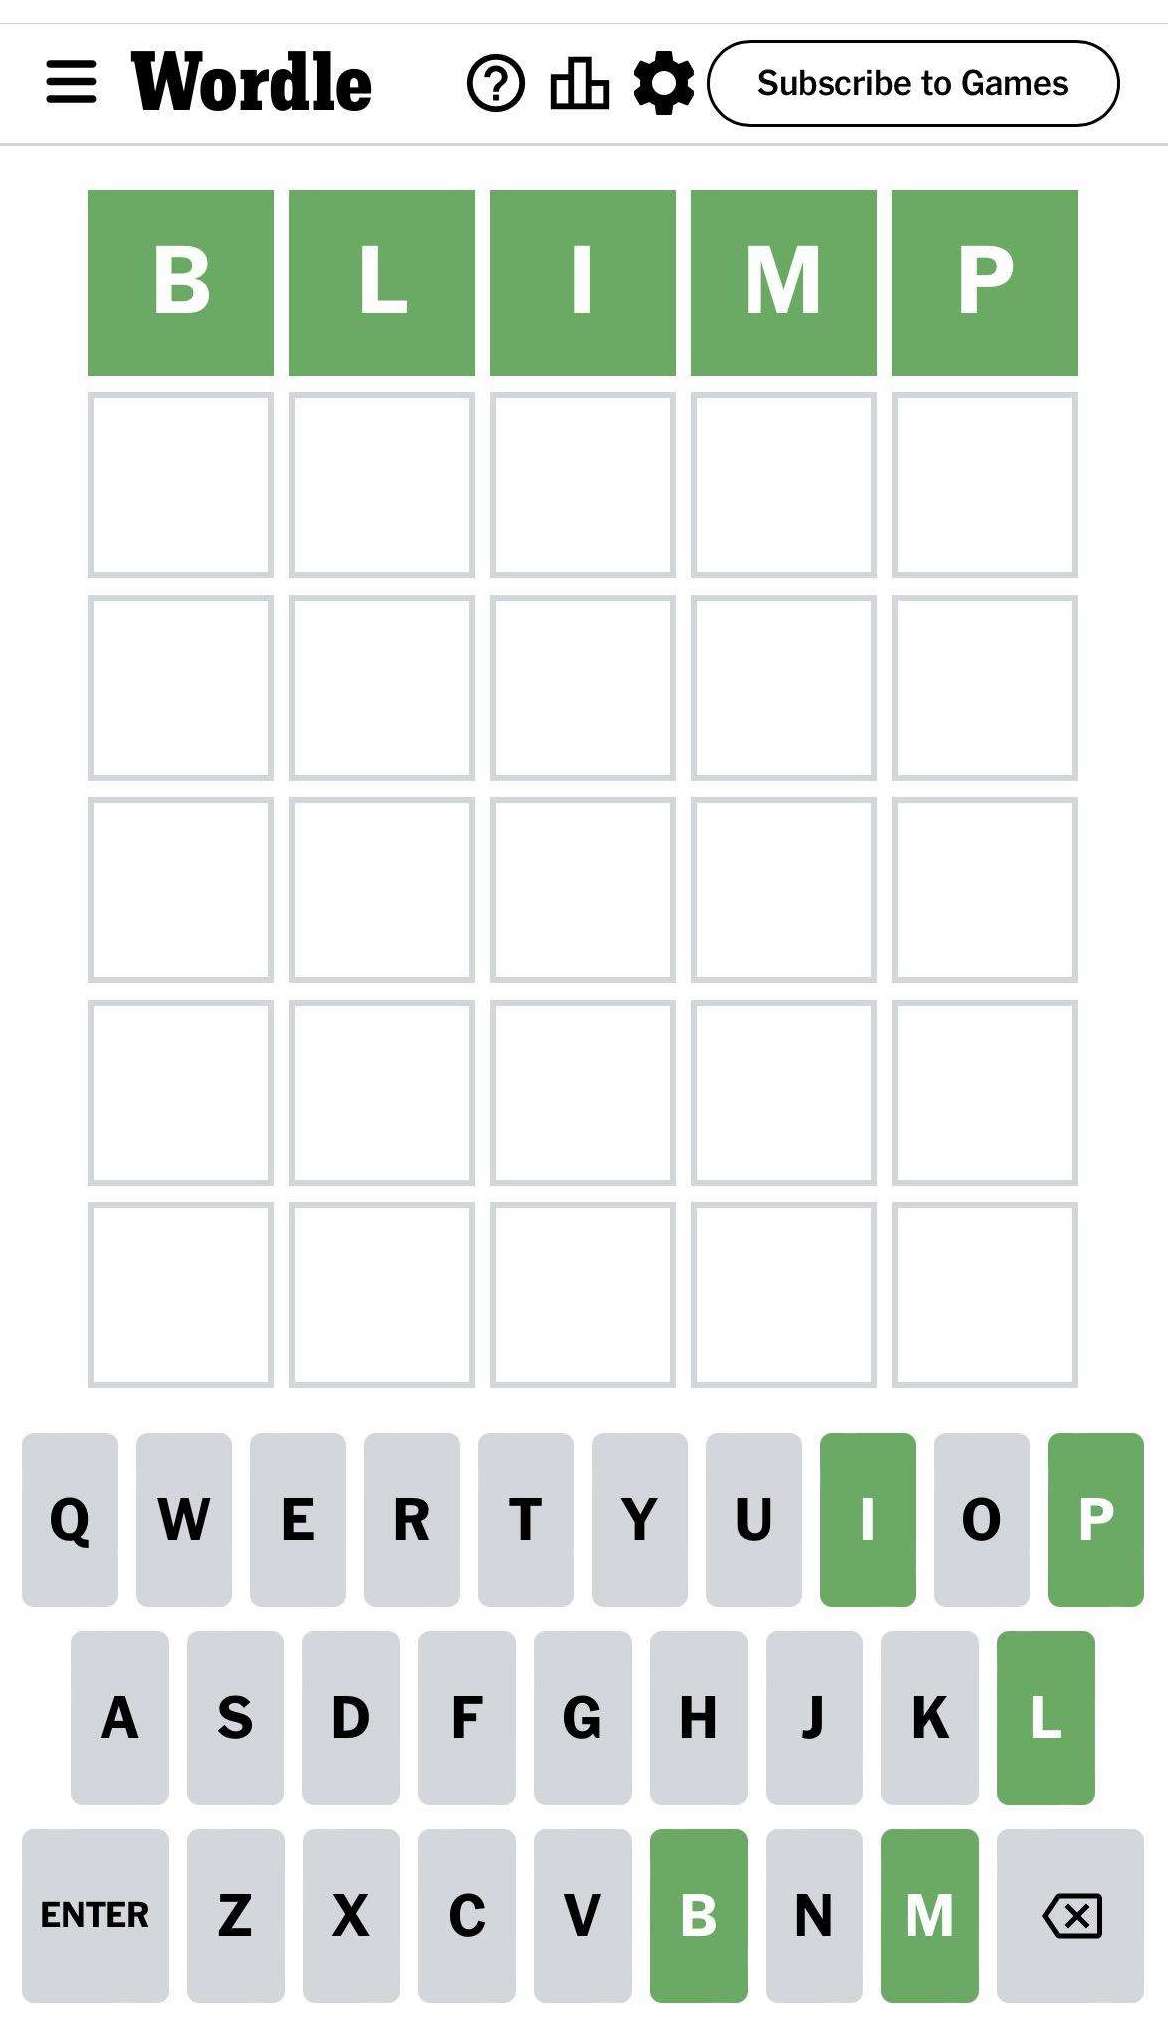 Wordle ? Subscribe to Games
B L I M P
Q W E R T Y U I O P
A S D F G H J K L
ENTER Z X C V B N M